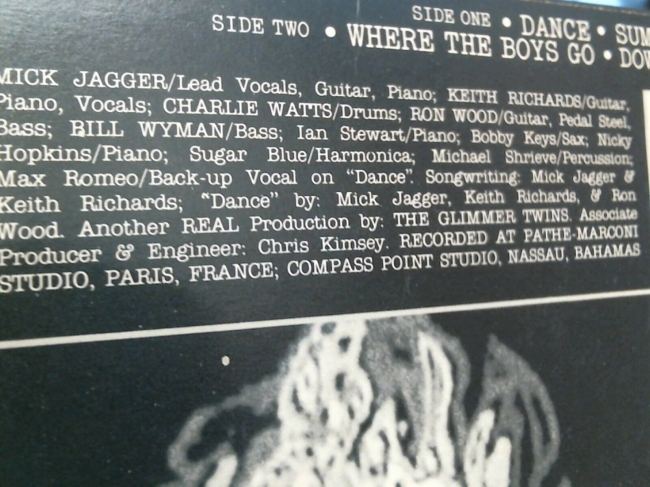 SIDE ONE • DANCE • SUM
SIDE TWO • WHERE THE BOYS GO • DOW
MICK JAGGER/Lead Vocals, Guitar, Piano; KEITH RICHARDS/Guitar,
Piano, Vocals; CHARLIE WATTS/Drums; RON WOOD/Guitar, Pedal Steel,
Bass; BILL WYMAN/Bass; Ian Stewart/Piano; Bobby Keys/Sax; Nicky
Hopkins/Piano; Sugar Blue/Harmonica; Michael Shrieve/Percussion;
Max Romeo/Back-up Vocal on "Dance". Songwriting: Mick Jagger &
Keith Richards; "Dance" by: Mick Jagger, Keith Richards, & Ron
Wood. Another REAL Production by: THE GLIMMER TWINS. Associate
Producer & Engineer: Chris Kimsey. RECORDED AT PATHE-MARCONI
STUDIO, PARIS, FRANCE; COMPASS POINT STUDIO, NASSAU, BAHAMAS